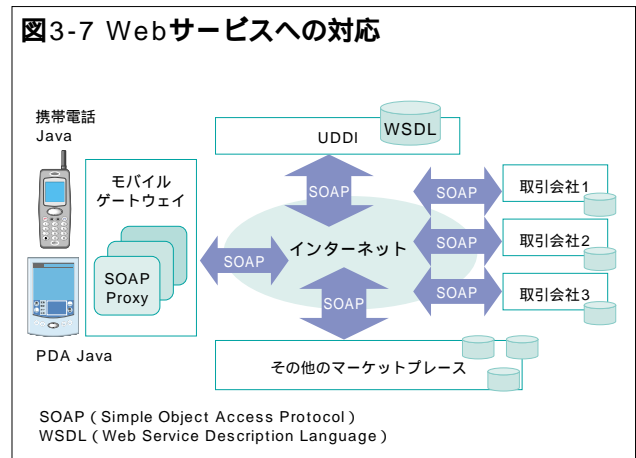 図3-7 Webサービスへの対応
携帯電話
Java
モバイル
ゲートウェイ
SOAP
Proxy
PDA Java
UDDI
WSDL
SOAP
SOAP
インターネット
SOAP
SOAP
取引会社1
SOAP
取引会社2
SOAP
取引会社3
SOAP
その他のマーケットプレース
SOAP（Simple Object Access Protocol）
WSDL（Web Service Description Language）